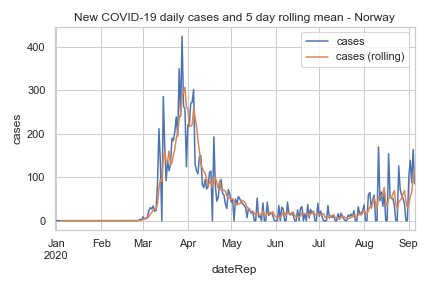 New COVID-19 daily cases and 5 day rolling mean - Norway
cases
cases (rolling)
400
300
200
100
0
cases
Jan Feb Mar Apr May Jun Jul Aug Sep
2020
dateRep